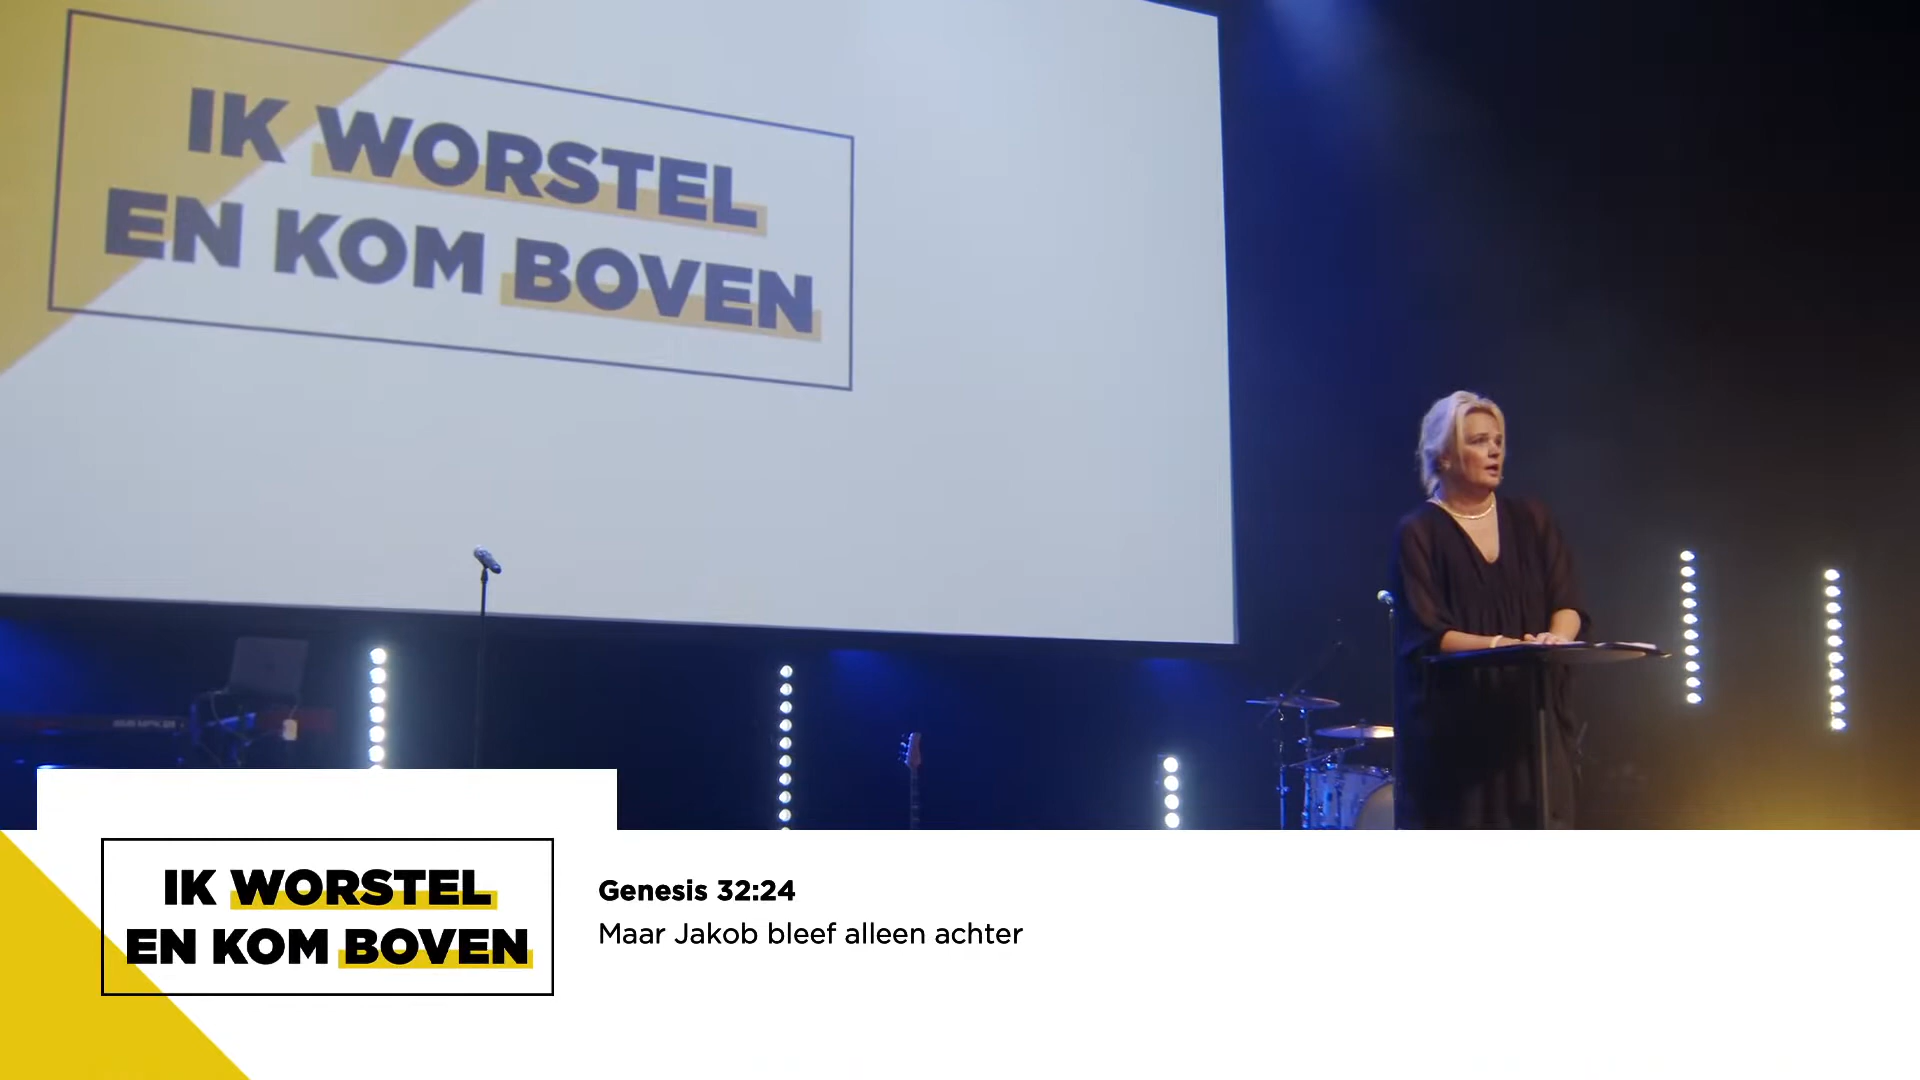 IK WORSTEL
EN KOM BOVEN
IK WORSTEL
EN KOM BOVEN
Genesis 32:24
Maar Jakob bleef alleen achter